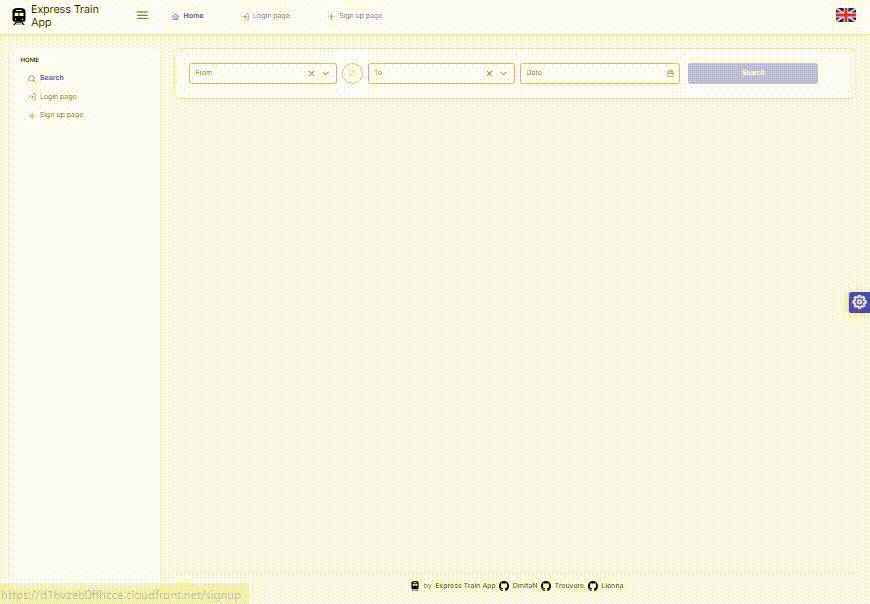 Express Train
App
Home
Login page
Sign up page
HOME
Search
Login page
Sign up page
From
To
Date
Search
by Express Train App DmitaN Trouvere Lionna
https://d1bvzeb0ffhcce.cloudfront.net/signup